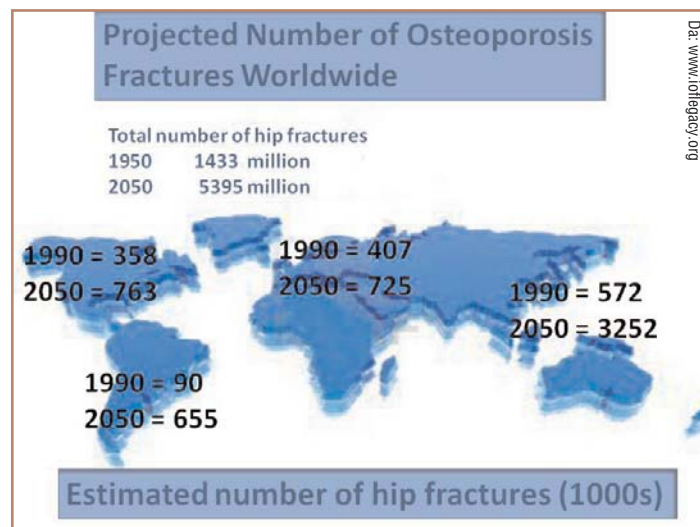 Projected Number of Osteoporosis
Fractures Worldwide
Da: www.ioflegacy.org
Total number of hip fractures
1950 1433 million
2050 5395 million
1990 = 358
2050 = 763
1990 = 407
2050 = 725
1990 = 572
2050 = 3252
1990 = 90
2050 = 655
Estimated number of hip fractures (1000s)